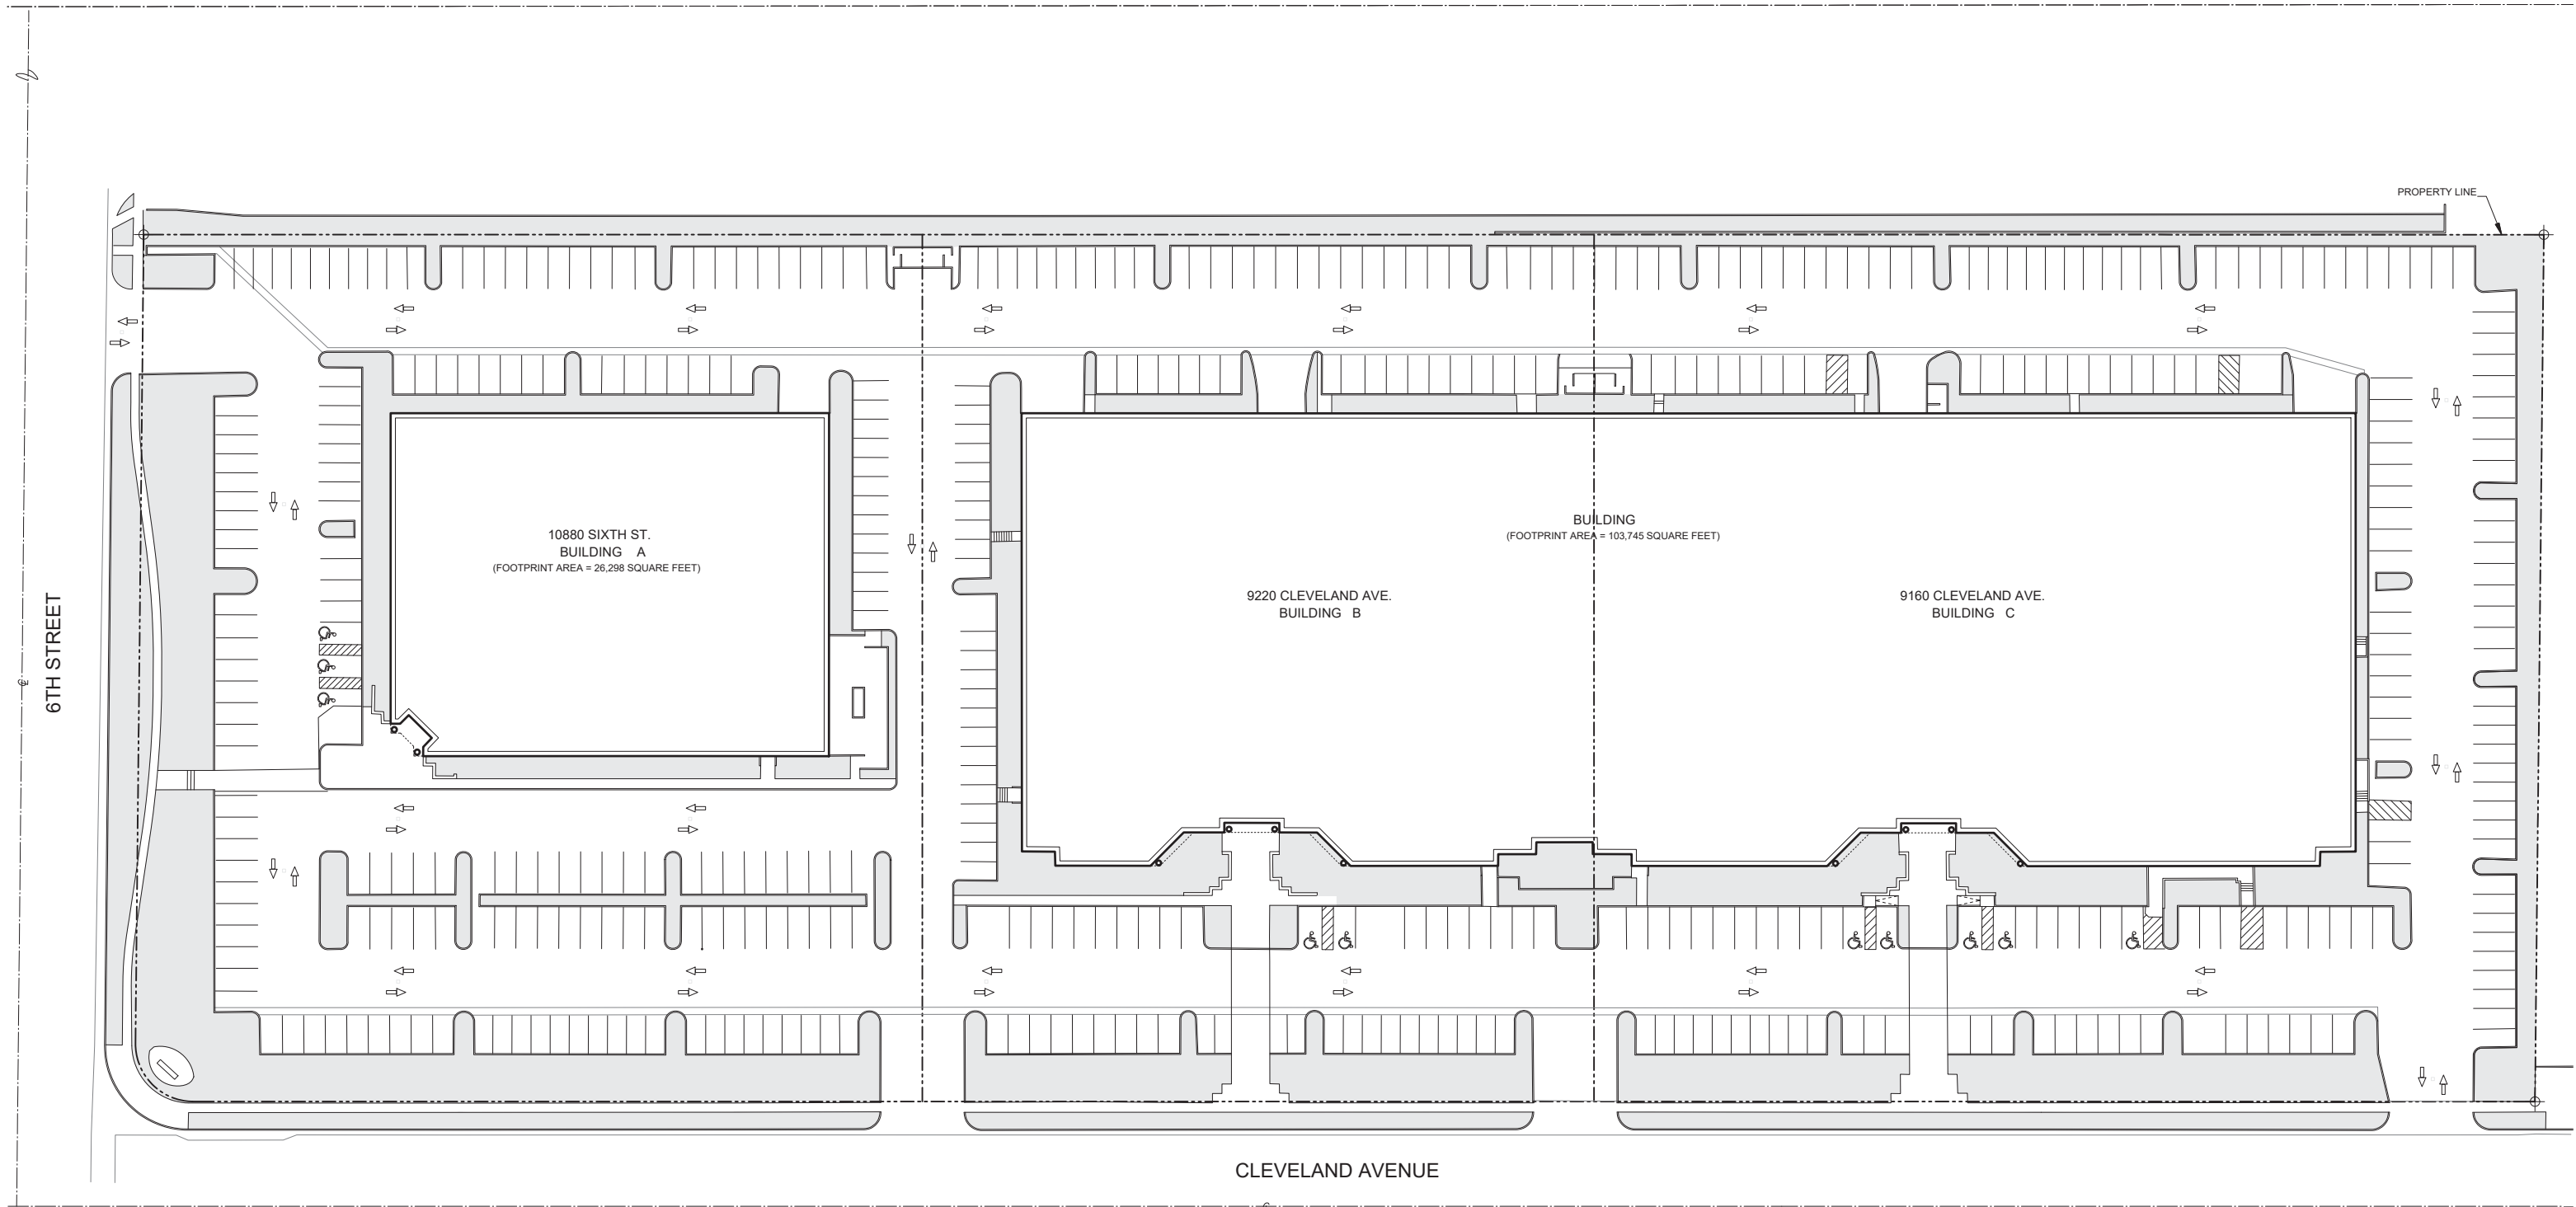 PROPERTY LINE
10880 SIXTH ST.
BUILDING A
(FOOTPRINT AREA = 26,298 SQUARE FEET)
BUILDING
(FOOTPRINT AREA = 103,745 SQUARE FEET)
9220 CLEVELAND AVE.
BUILDING B
9160 CLEVELAND AVE.
BUILDING C
6TH STREET
CLEVELAND AVENUE